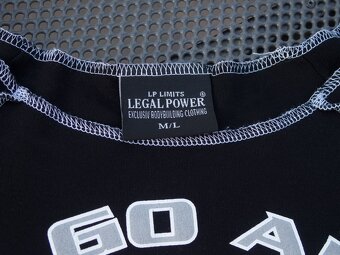 LP LIMITS
LEGAL POWER ®
EXCLUSIV BODYBUILDING CLOTHING
M/L
GO A